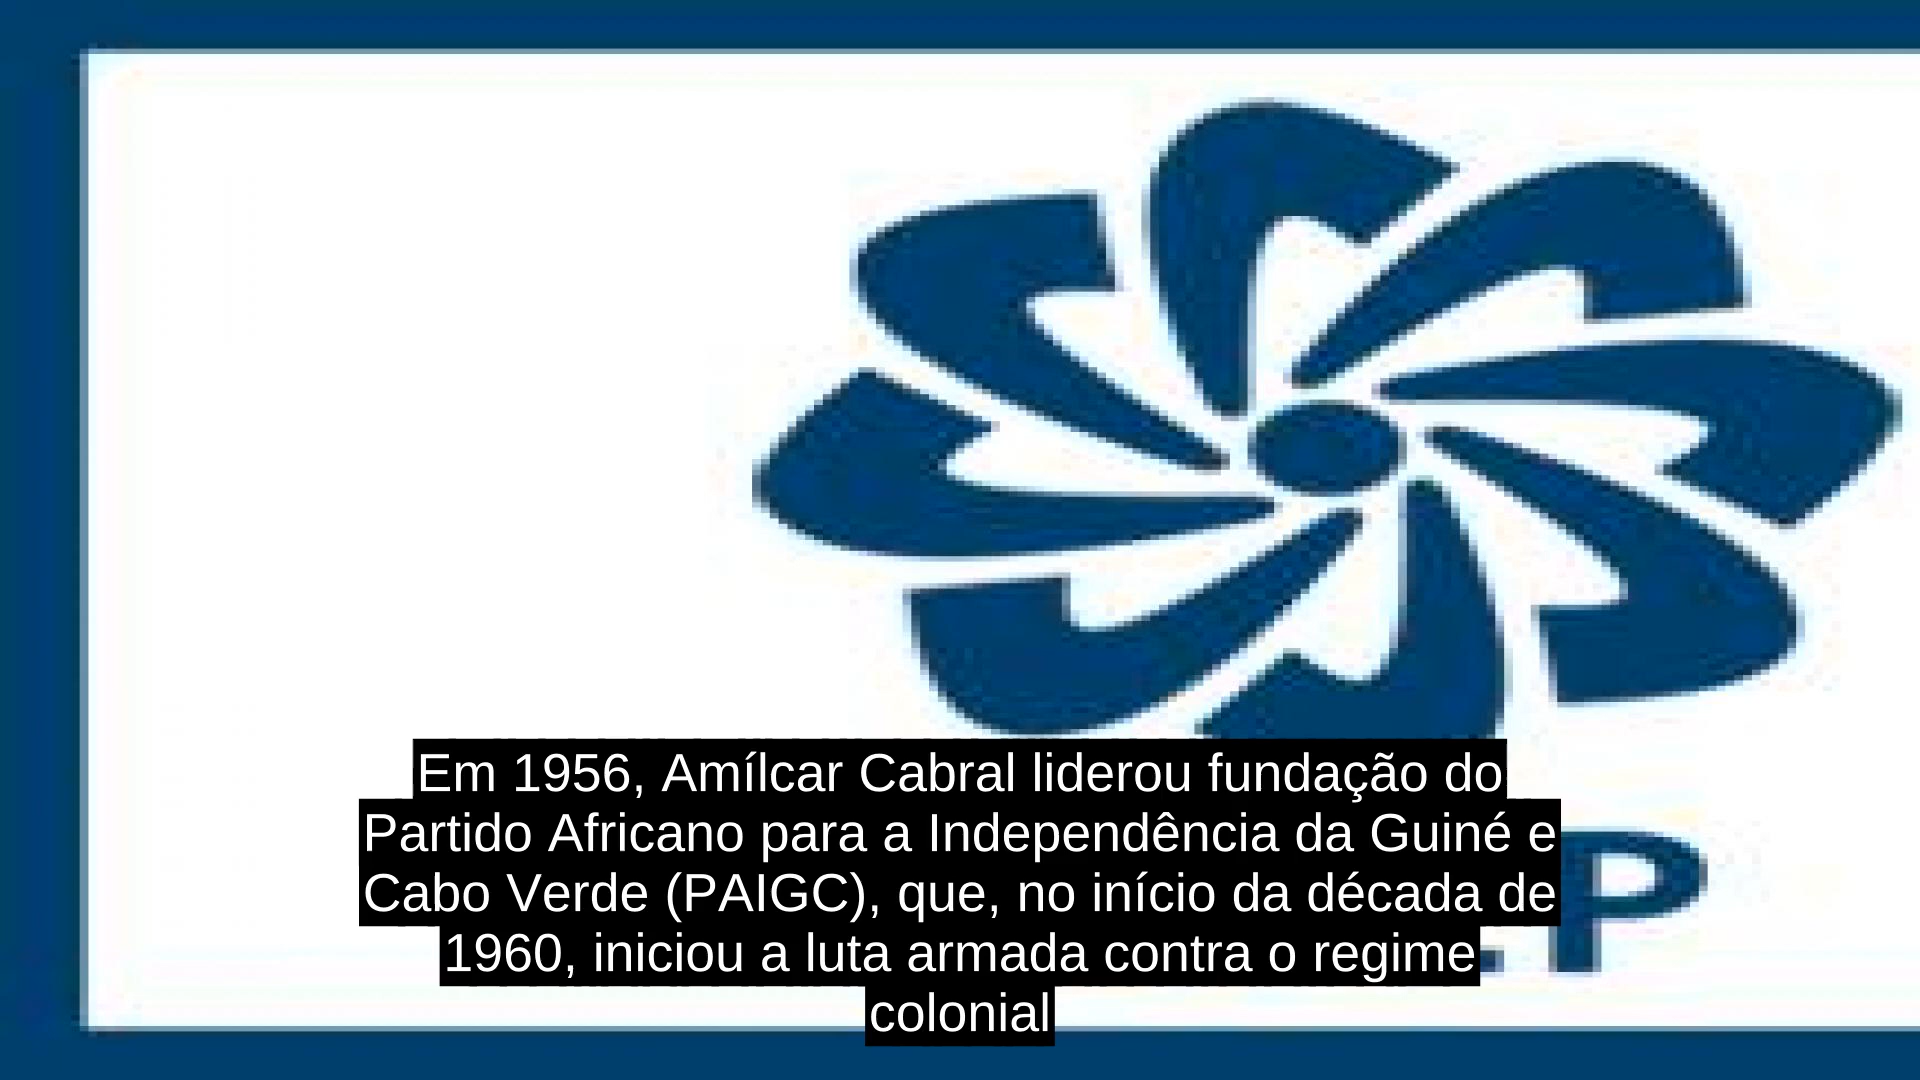 Em 1956, Amílcar Cabral liderou fundação do
Partido Africano para a Independência da Guiné e
Cabo Verde (PAIGC), que, no início da década de
1960, iniciou a luta armada contra o regime
colonial
P